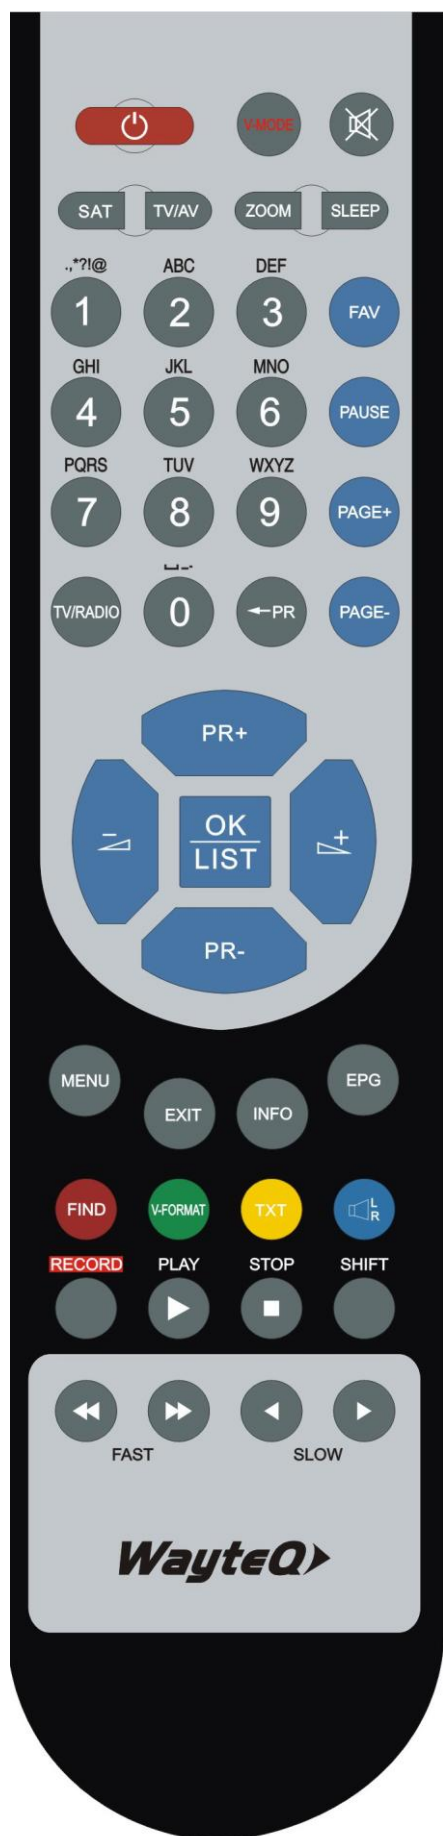 V-MODE
SAT TV/AV ZOOM SLEEP
.,*?!@ ABC DEF
1 2 3 FAV
GHI JKL MNO
4 5 6 PAUSE
PQRS TUV WXYZ
7 8 9 PAGE+
⎵-.
TV/RADIO 0 ←PR PAGE-
PR+
- OK +
LIST
PR-
MENU EPG
EXIT INFO
FIND V-FORMAT TXT L
R
RECORD PLAY STOP SHIFT
FAST SLOW
WayteQ